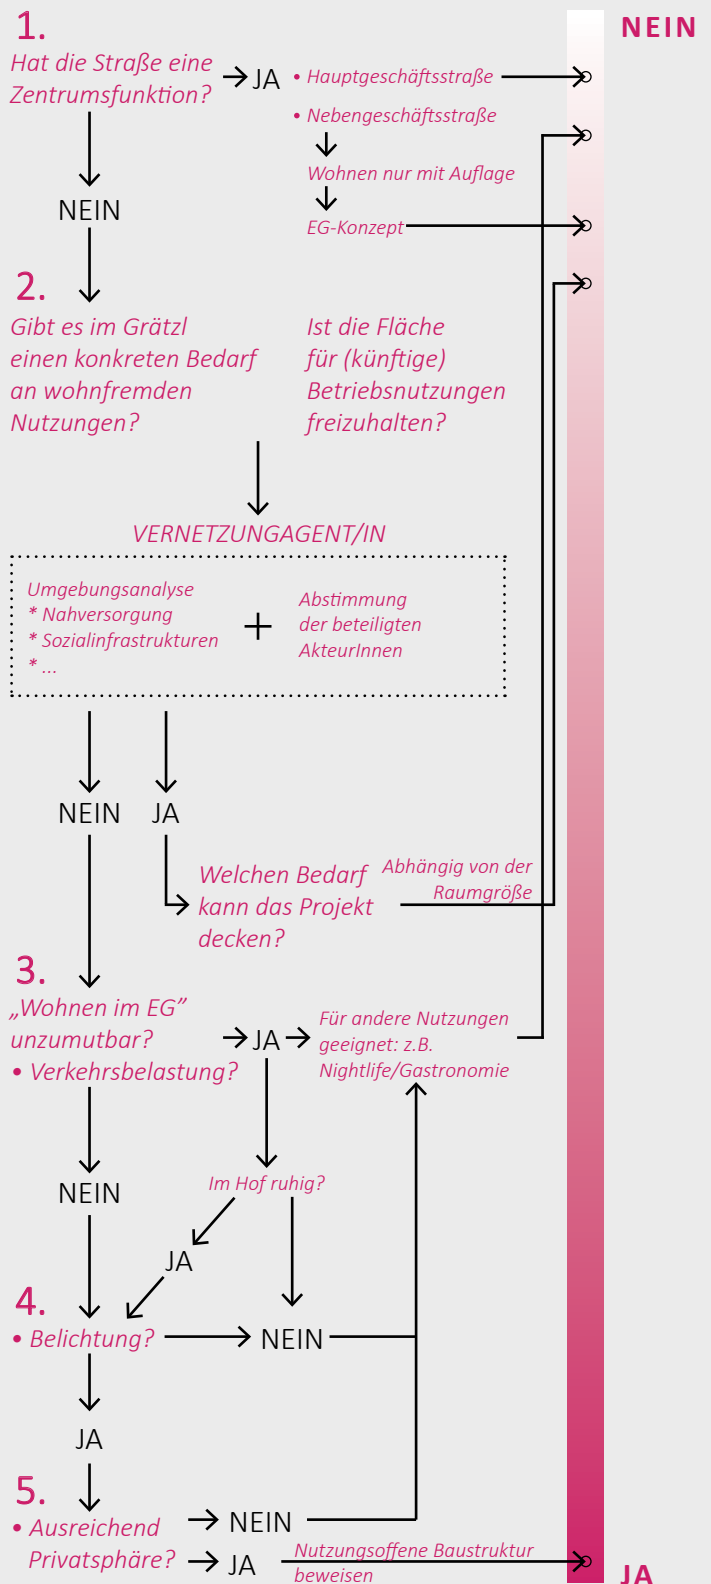 NEIN
1.
Hat die Straße eine
Zentrumsfunktion?
JA
• Hauptgeschäftsstraße
• Nebengeschäftsstraße
Wohnen nur mit Auflage
EG-Konzept
NEIN
2.
Gibt es im Grätzl
einen konkreten Bedarf
an wohnfremden
Nutzungen?
Ist die Fläche
für (künftige)
Betriebsnutzungen
freizuhalten?
VERNETZUNGAGENT/IN
Umgebungsanalyse
* Nahversorgung
* Sozialinfrastrukturen
* ...
+
Abstimmung
der beteiligten
AkteurInnen
NEIN
JA
Welchen Bedarf
kann das Projekt
decken?
Abhängig von der
Raumgröße
3.
„Wohnen im EG”
unzumutbar?
• Verkehrsbelastung?
JA
Für andere Nutzungen
geeignet: z.B.
Nightlife/Gastronomie
NEIN
Im Hof ruhig?
JA
4.
• Belichtung?
NEIN
JA
5.
• Ausreichend
Privatsphäre?
NEIN
JA
Nutzungsoffene Baustruktur
beweisen
JA